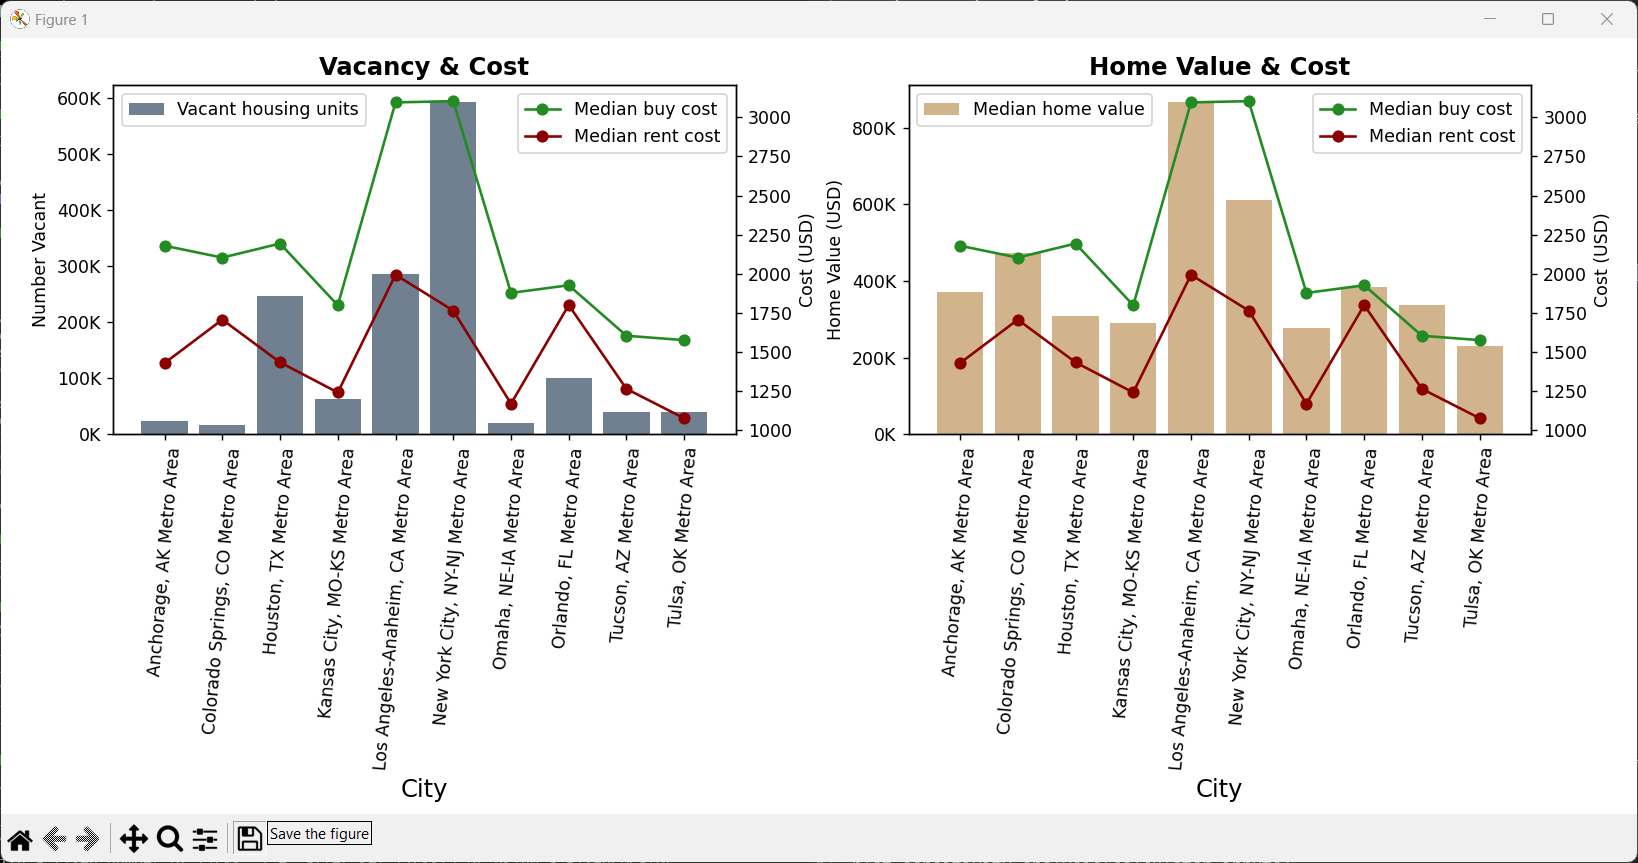 Figure 1
Vacancy & Cost
Vacant housing units
Median buy cost
Median rent cost
Number Vacant
600K
500K
400K
300K
200K
100K
0K
3000
2750
2500
2250
2000
1750
1500
1250
1000
Cost (USD)
Anchorage, AK Metro Area
Colorado Springs, CO Metro Area
Houston, TX Metro Area
Kansas City, MO-KS Metro Area
Los Angeles-Anaheim, CA Metro Area
New York City, NY-NJ Metro Area
Omaha, NE-IA Metro Area
Orlando, FL Metro Area
Tucson, AZ Metro Area
Tulsa, OK Metro Area
City
Home Value & Cost
Median home value
Median buy cost
Median rent cost
Home Value (USD)
800K
600K
400K
200K
0K
3000
2750
2500
2250
2000
1750
1500
1250
1000
Cost (USD)
Anchorage, AK Metro Area
Colorado Springs, CO Metro Area
Houston, TX Metro Area
Kansas City, MO-KS Metro Area
Los Angeles-Anaheim, CA Metro Area
New York City, NY-NJ Metro Area
Omaha, NE-IA Metro Area
Orlando, FL Metro Area
Tucson, AZ Metro Area
Tulsa, OK Metro Area
City
Save the figure